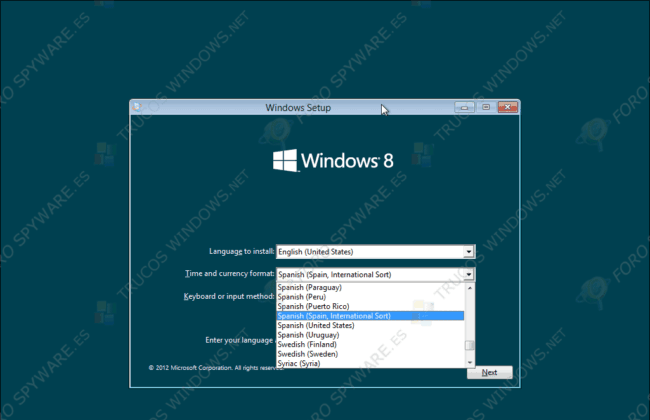 Windows Setup
Windows 8
Language to install: English (United States)
Time and currency format: Spanish (Spain, International Sort)
Keyboard or input method:
Spanish (Paraguay)
Spanish (Peru)
Spanish (Puerto Rico)
Spanish (Spain, International Sort)
Spanish (United States)
Spanish (Uruguay)
Swedish (Finland)
Swedish (Sweden)
Syriac (Syria)
Enter your language
© 2012 Microsoft Corporation. All rights reserved
Next
FORO SPYWARE.ES
TRUCOS WINDOWS.NET